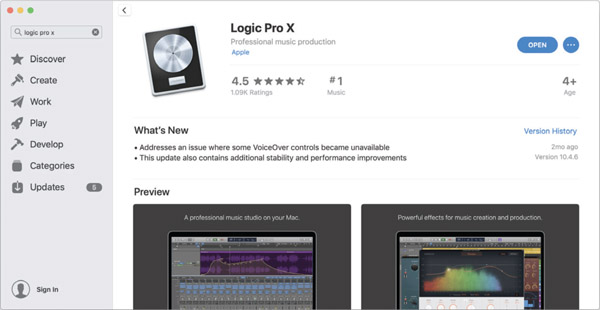 logic pro x
Discover
Create
Work
Play
Develop
Categories
Updates 5
Sign In
Logic Pro X
Professional music production
Apple
OPEN
4.5
1.09K Ratings
#1
Music
4+
Age
What's New
Version History
• Addresses an issue where some VoiceOver controls became unavailable
• This update also contains additional stability and performance improvements
2mo ago
Version 10.4.6
Preview
A professional music studio on your Mac.
Powerful effects for music creation and production.